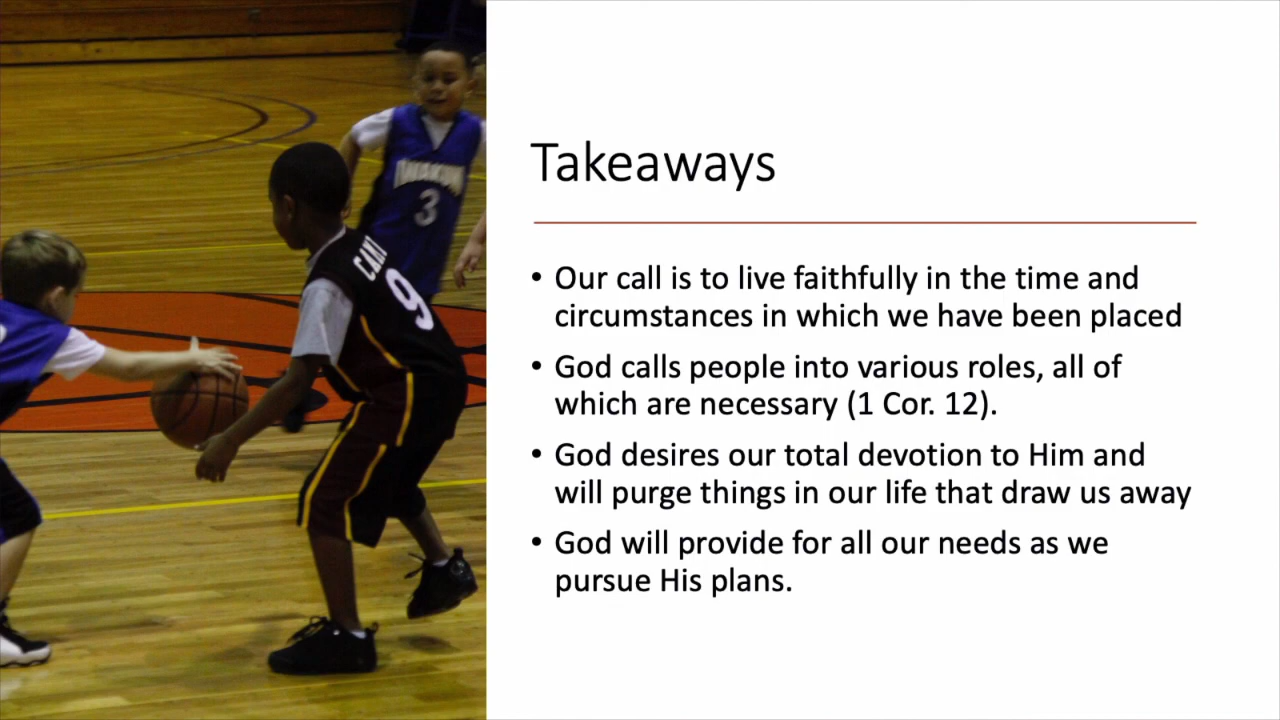 Takeaways
• Our call is to live faithfully in the time and
circumstances in which we have been placed
• God calls people into various roles, all of
which are necessary (1 Cor. 12).
• God desires our total devotion to Him and
will purge things in our life that draw us away
• God will provide for all our needs as we
pursue His plans.
3
9